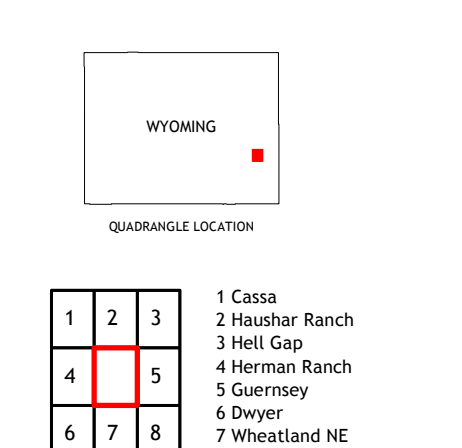 WYOMING
QUADRANGLE LOCATION
1 2 3
4 5
6 7 8
1 Cassa
2 Haushar Ranch
3 Hell Gap
4 Herman Ranch
5 Guernsey
6 Dwyer
7 Wheatland NE